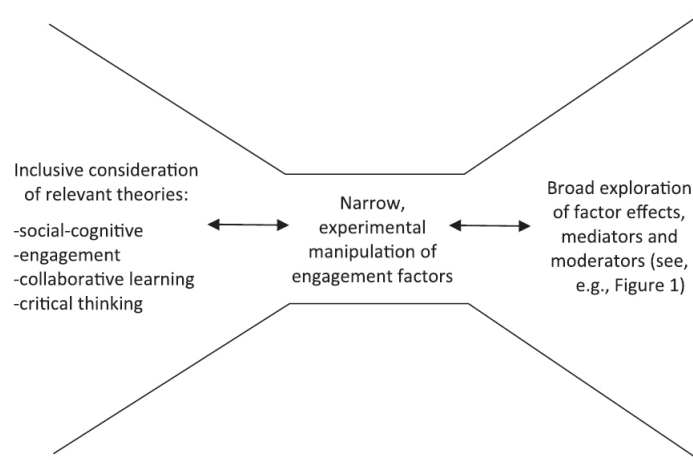 Inclusive consideration
of relevant theories:
-social-cognitive
-engagement
-collaborative learning
-critical thinking
Narrow,
experimental
manipulation of
engagement factors
Broad exploration
of factor effects,
mediators and
moderators (see,
e.g., Figure 1)